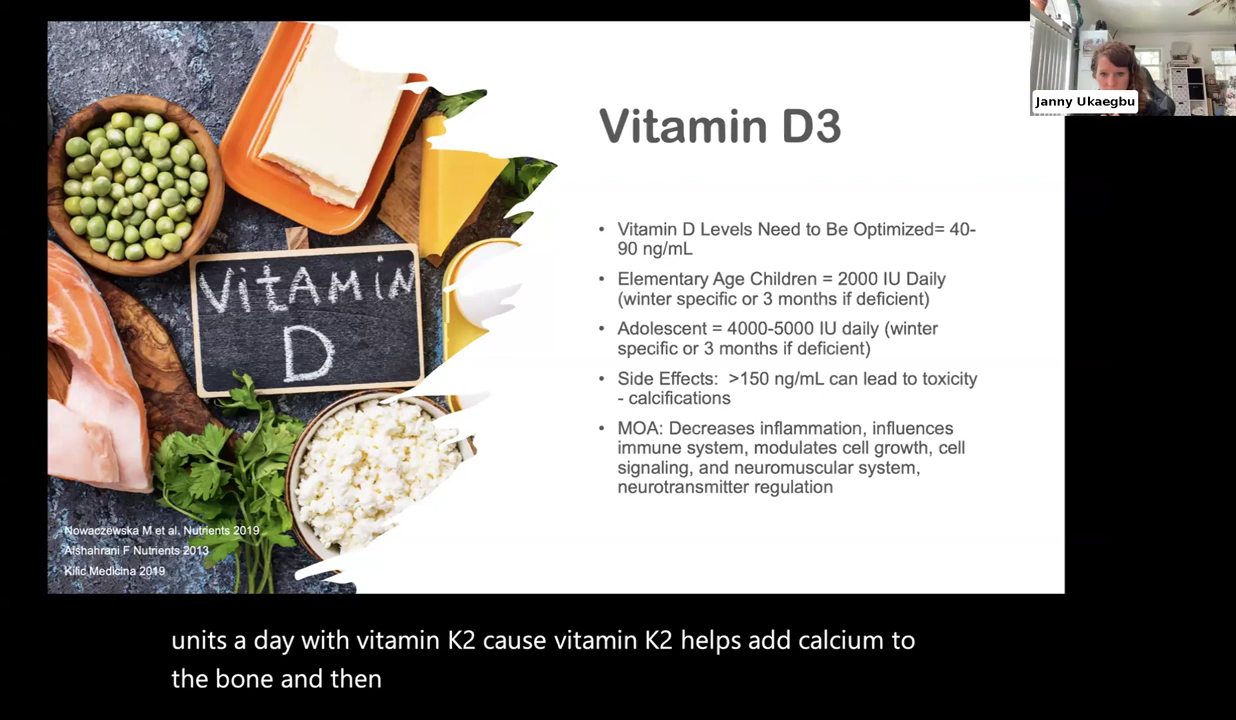 Janny Ukaegbu
Vitamin D3
VITAMIN
D
• Vitamin D Levels Need to Be Optimized= 40-
90 ng/mL
• Elementary Age Children = 2000 IU Daily
(winter specific or 3 months if deficient)
• Adolescent = 4000-5000 IU daily (winter
specific or 3 months if deficient)
• Side Effects:  >150 ng/mL can lead to toxicity
- calcifications
• MOA: Decreases inflammation, influences
immune system, modulates cell growth, cell
signaling, and neuromuscular system,
neurotransmitter regulation
Nowaczewska M et al. Nutrients 2019
Alshahrani F Nutrients 2013
Kilic Medicina 2019
units a day with vitamin K2 cause vitamin K2 helps add calcium to
the bone and then